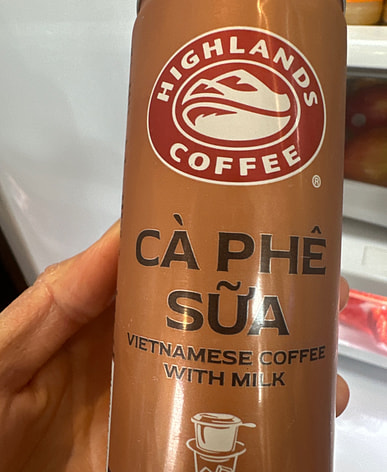 HIGHLANDS
COFFEE
®
CÀ PHÊ
SỮA
VIETNAMESE COFFEE
WITH MILK